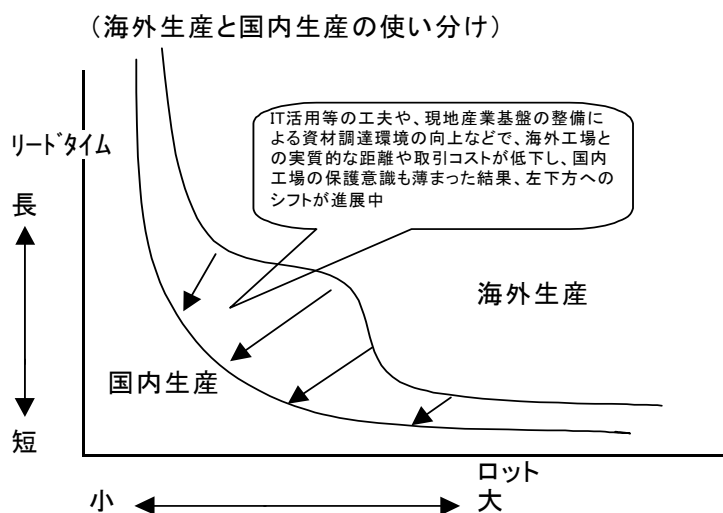 （海外生産と国内生産の使い分け）
IT活用等の工夫や、現地産業基盤の整備に
よる資材調達環境の向上などで、海外工場と
の実質的な距離や取引コストが低下し、国内
工場の保護意識も薄まった結果、左下方への
シフトが進展中
リードタイム
長
海外生産
国内生産
短
ロット
小
大